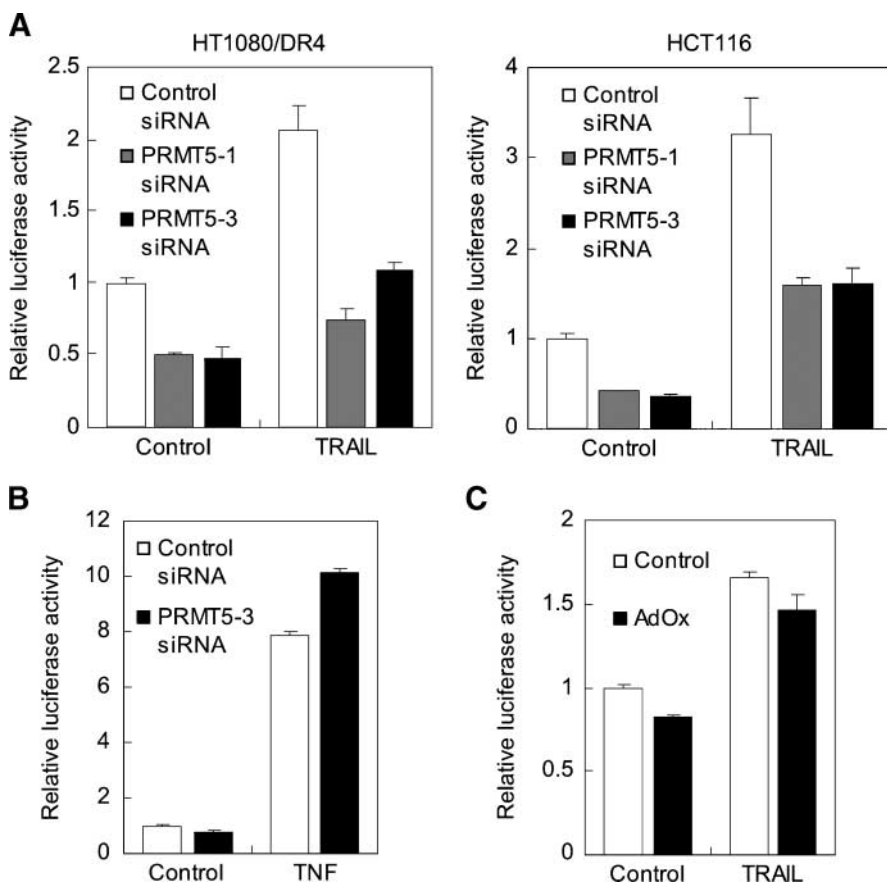 A
HT1080/DR4
Relative luciferase activity
2.5
2
1.5
1
0.5
0
Control
siRNA
PRMT5-1
siRNA
PRMT5-3
siRNA
Control
TRAIL
HCT116
Relative luciferase activity
4
3
2
1
0
Control
siRNA
PRMT5-1
siRNA
PRMT5-3
siRNA
Control
TRAIL
B
Relative luciferase activity
12
10
8
6
4
2
0
Control
siRNA
PRMT5-3
siRNA
Control
TNF
C
Relative luciferase activity
2
1.5
1
0.5
0
Control
AdOx
Control
TRAIL